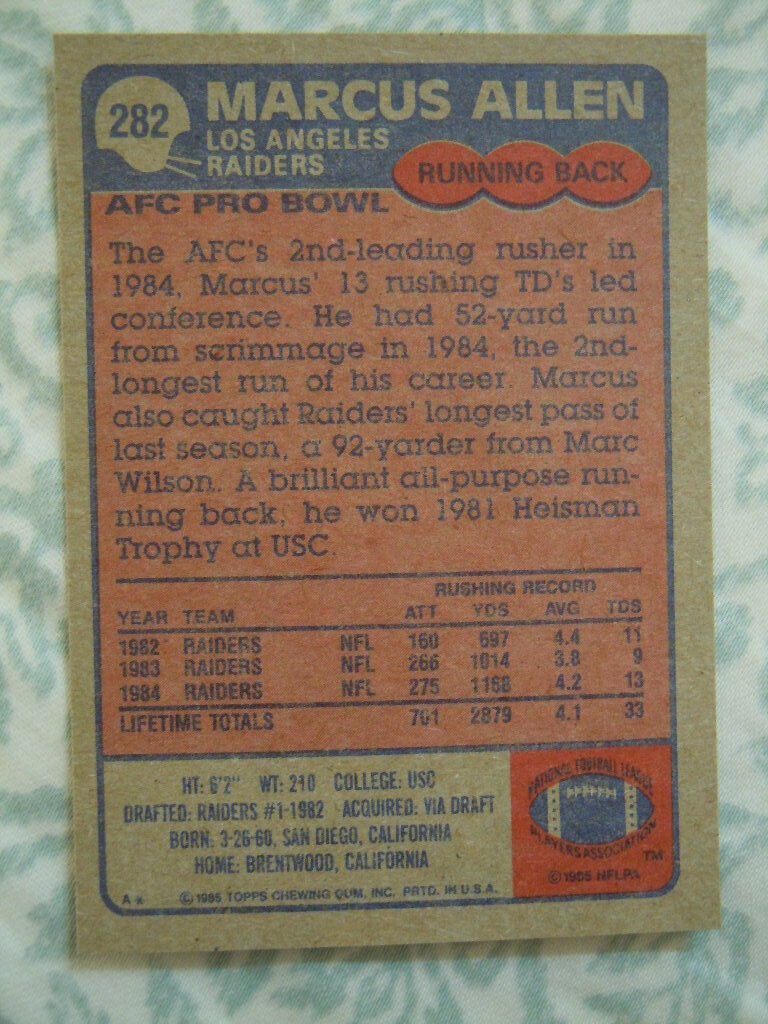 282
MARCUS ALLEN
LOS ANGELES
RAIDERS
RUNNING BACK
AFC PRO BOWL
The AFC's 2nd-leading rusher in
1984, Marcus' 13 rushing TD's led
conference. He had 52-yard run
from scrimmage in 1984, the 2nd-
longest run of his career. Marcus
also caught Raiders' longest pass of
last season, a 92-yarder from Marc
Wilson. A brilliant all-purpose run-
ning back, he won 1981 Heisman
Trophy at USC.
RUSHING RECORD
YEAR TEAM ATT YDS AVG TDS
1982 RAIDERS NFL 160 697 4.4 11
1983 RAIDERS NFL 266 1014 3.8 9
1984 RAIDERS NFL 275 1168 4.2 13
LIFETIME TOTALS 701 2879 4.1 33
HT: 6'2" WT: 210 COLLEGE: USC
DRAFTED: RAIDERS #1-1982 ACQUIRED: VIA DRAFT
BORN: 3-26-60, SAN DIEGO, CALIFORNIA
HOME: BRENTWOOD, CALIFORNIA
A* ©1985 TOPPS CHEWING GUM, INC. PRTD. IN U.S.A.
NATIONAL FOOTBALL LEAGUE
PLAYERS ASSOCIATION
TM
©1985 NFLPA